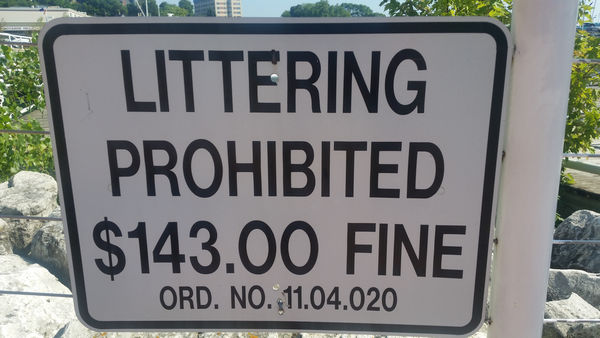 LITTERING
PROHIBITED
$143.00 FINE
ORD. NO. 11.04.020